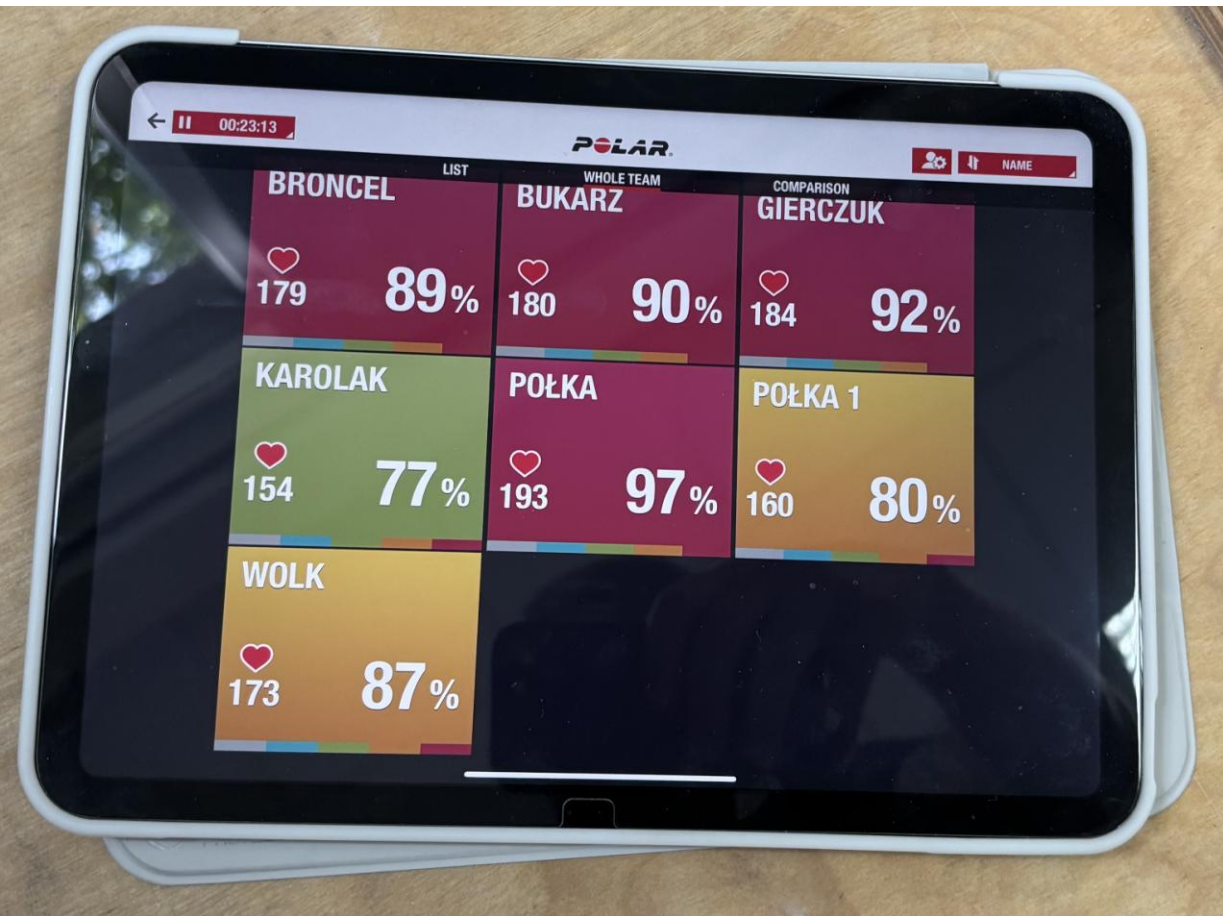 00:23:13
POLAR.
NAME
LIST
WHOLE TEAM
COMPARISON
BRONCEL
179
89%
BUKARZ
180
90%
GIERCZUK
184
92%
KAROLAK
154
77%
POŁKA
193
97%
POŁKA 1
160
80%
WOLK
173
87%